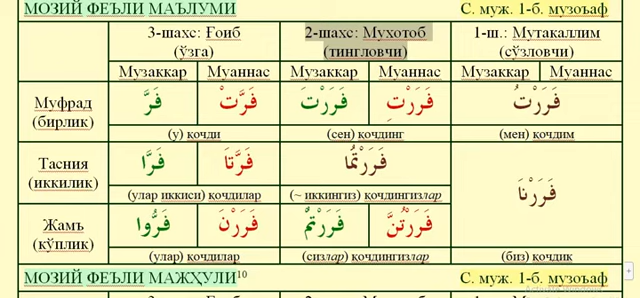 МОЗИЙ ФЕЪЛИ МАЪЛУМИ С. муж. 1-б. музоъаф
3-шахс: Ғоиб 2-шахс: Мухотоб 1-ш.: Мутакаллим
(ўзга) (тингловчи) (сўзловчи)
Музаккар Муаннас Музаккар Муаннас Музаккар Муаннас
Муфрад فَرَّ فَرَّتْ فَرَرْتَ فَرَرْتِ فَرَرْتُ
(бирлик) (у) қочди (сен) қочдинг (мен) қочдим
Тасния فَرَّا فَرَّتَا فَرَرْتُمَا فَرَرْنَا
(иккилик) (улар иккиси) қочдилар (~ иккингиз) қочдингизлар
Жамъ فَرُّوا فَرَرْنَ فَرَرْتُمْ فَرَرْتُنَّ
(кўплик) (улар) қочдилар (сизлар) қочдингизлар (биз) қочдик
МОЗИЙ ФЕЪЛИ МАЖҲУЛИ10 С. муж. 1-б. музоъаф